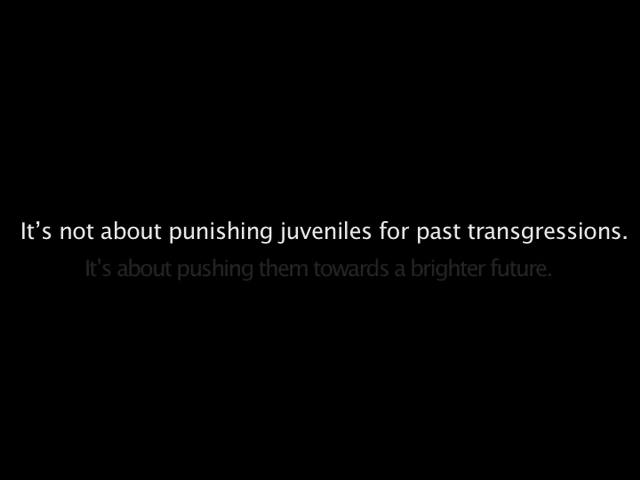 It’s not about punishing juveniles for past transgressions.
It’s about pushing them towards a brighter future.